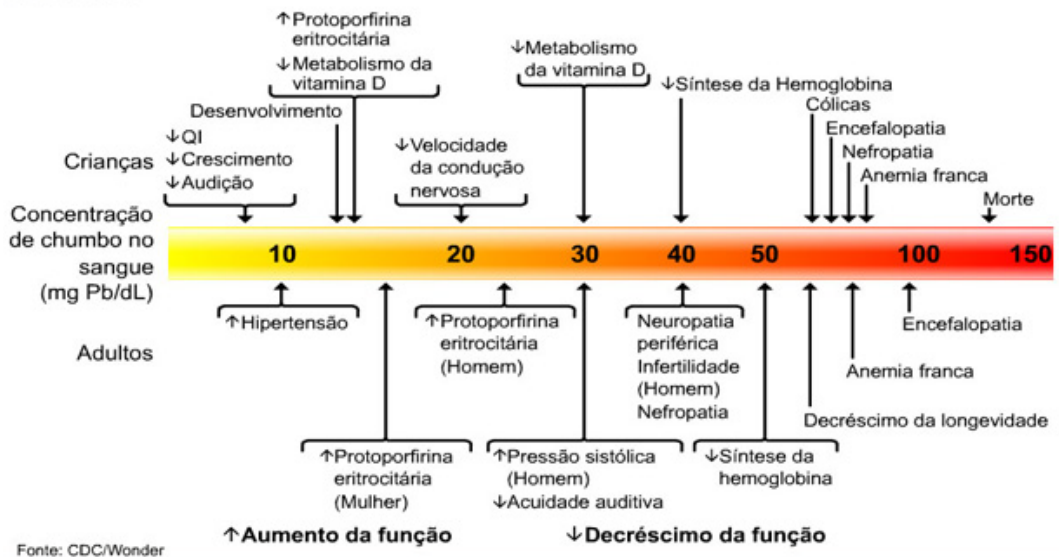 ↑Protoporfirina
eritrocitária
↓Metabolismo da
vitamina D
Desenvolvimento
↓Metabolismo
da vitamina D
↓Síntese da Hemoglobina
Cólicas
Encefalopatia
Nefropatia
Anemia franca
Morte
Crianças
↓QI
↓Crescimento
↓Audição
↓Velocidade
da condução
nervosa
Concentração
de chumbo no
sangue
(mg Pb/dL)
10 20 30 40 50 100 150
Adultos
↑Hipertensão
↑Protoporfirina
eritrocitária
(Homem)
Neuropatia
periférica
Infertilidade
(Homem)
Nefropatia
Encefalopatia
Anemia franca
Decréscimo da longevidade
↑Protoporfirina
eritrocitária
(Mulher)
↑Pressão sistólica
(Homem)
↓Acuidade auditiva
↓Síntese da
hemoglobina
↑Aumento da função
↓Decréscimo da função
Fonte: CDC/Wonder